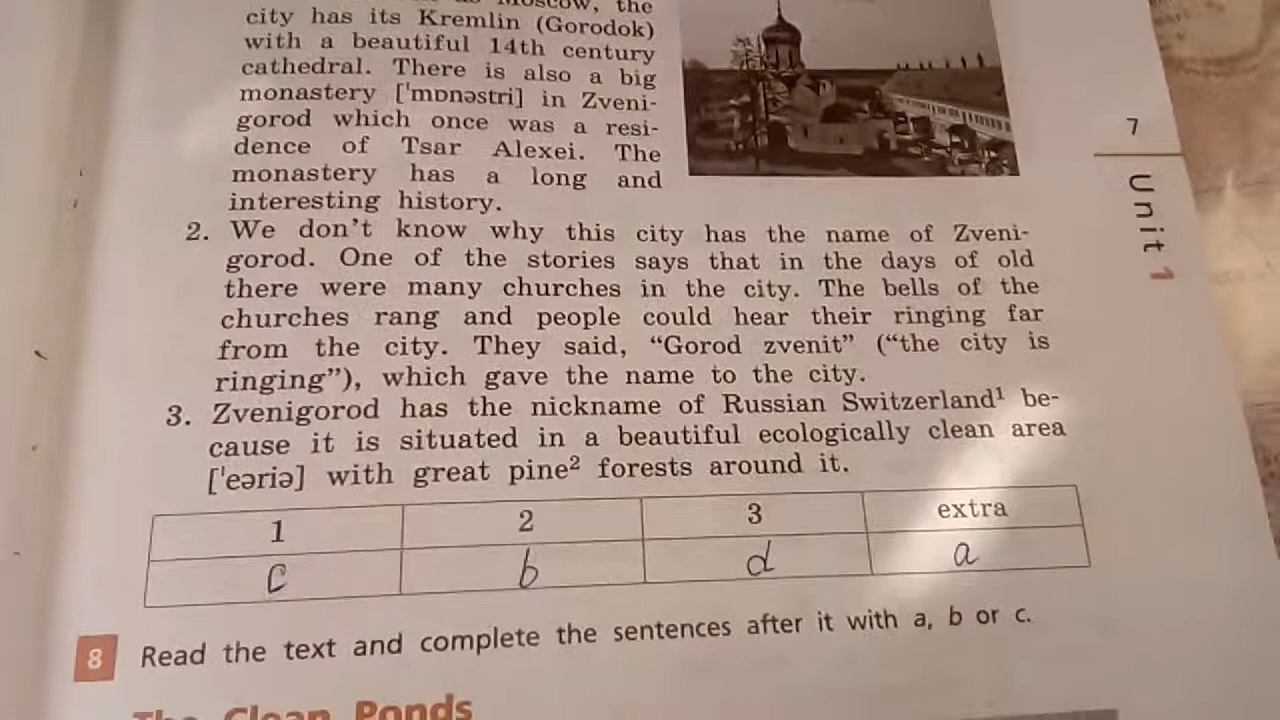 as Moscow, the
city has its Kremlin (Gorodok)
with a beautiful 14th century
cathedral. There is also a big
monastery [ˈmɒnəstri] in Zveni-
gorod which once was a resi-
dence of Tsar Alexei. The
monastery has a long and
interesting history.
2. We don't know why this city has the name of Zveni-
gorod. One of the stories says that in the days of old
there were many churches in the city. The bells of the
churches rang and people could hear their ringing far
from the city. They said, “Gorod zvenit” (“the city is
ringing”), which gave the name to the city.
3. Zvenigorod has the nickname of Russian Switzerland¹ be-
cause it is situated in a beautiful ecologically clean area
[ˈeəriə] with great pine² forests around it.
1 2 3 extra
c b d a
8 Read the text and complete the sentences after it with a, b or c.
The Clean Ponds
7
Unit 1